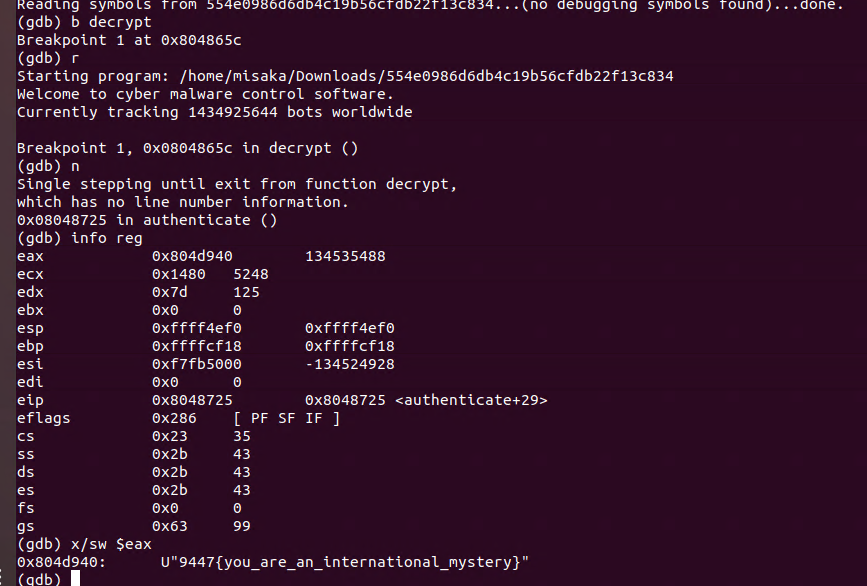 Reading symbols from 554e0986d6db4c19b56cfdb22f13c834...(no debugging symbols found)...done.
(gdb) b decrypt
Breakpoint 1 at 0x804865c
(gdb) r
Starting program: /home/misaka/Downloads/554e0986d6db4c19b56cfdb22f13c834
Welcome to cyber malware control software.
Currently tracking 1434925644 bots worldwide
Breakpoint 1, 0x0804865c in decrypt ()
(gdb) n
Single stepping until exit from function decrypt,
which has no line number information.
0x08048725 in authenticate ()
(gdb) info reg
eax 0x804d940 134535488
ecx 0x1480 5248
edx 0x7d 125
ebx 0x0 0
esp 0xffff4ef0 0xffff4ef0
ebp 0xffffcf18 0xffffcf18
esi 0xf7fb5000 -134524928
edi 0x0 0
eip 0x8048725 0x8048725 <authenticate+29>
eflags 0x286 [ PF SF IF ]
cs 0x23 35
ss 0x2b 43
ds 0x2b 43
es 0x2b 43
fs 0x0 0
gs 0x63 99
(gdb) x/sw $eax
0x804d940: U"9447{you_are_an_international_mystery}"
(gdb)